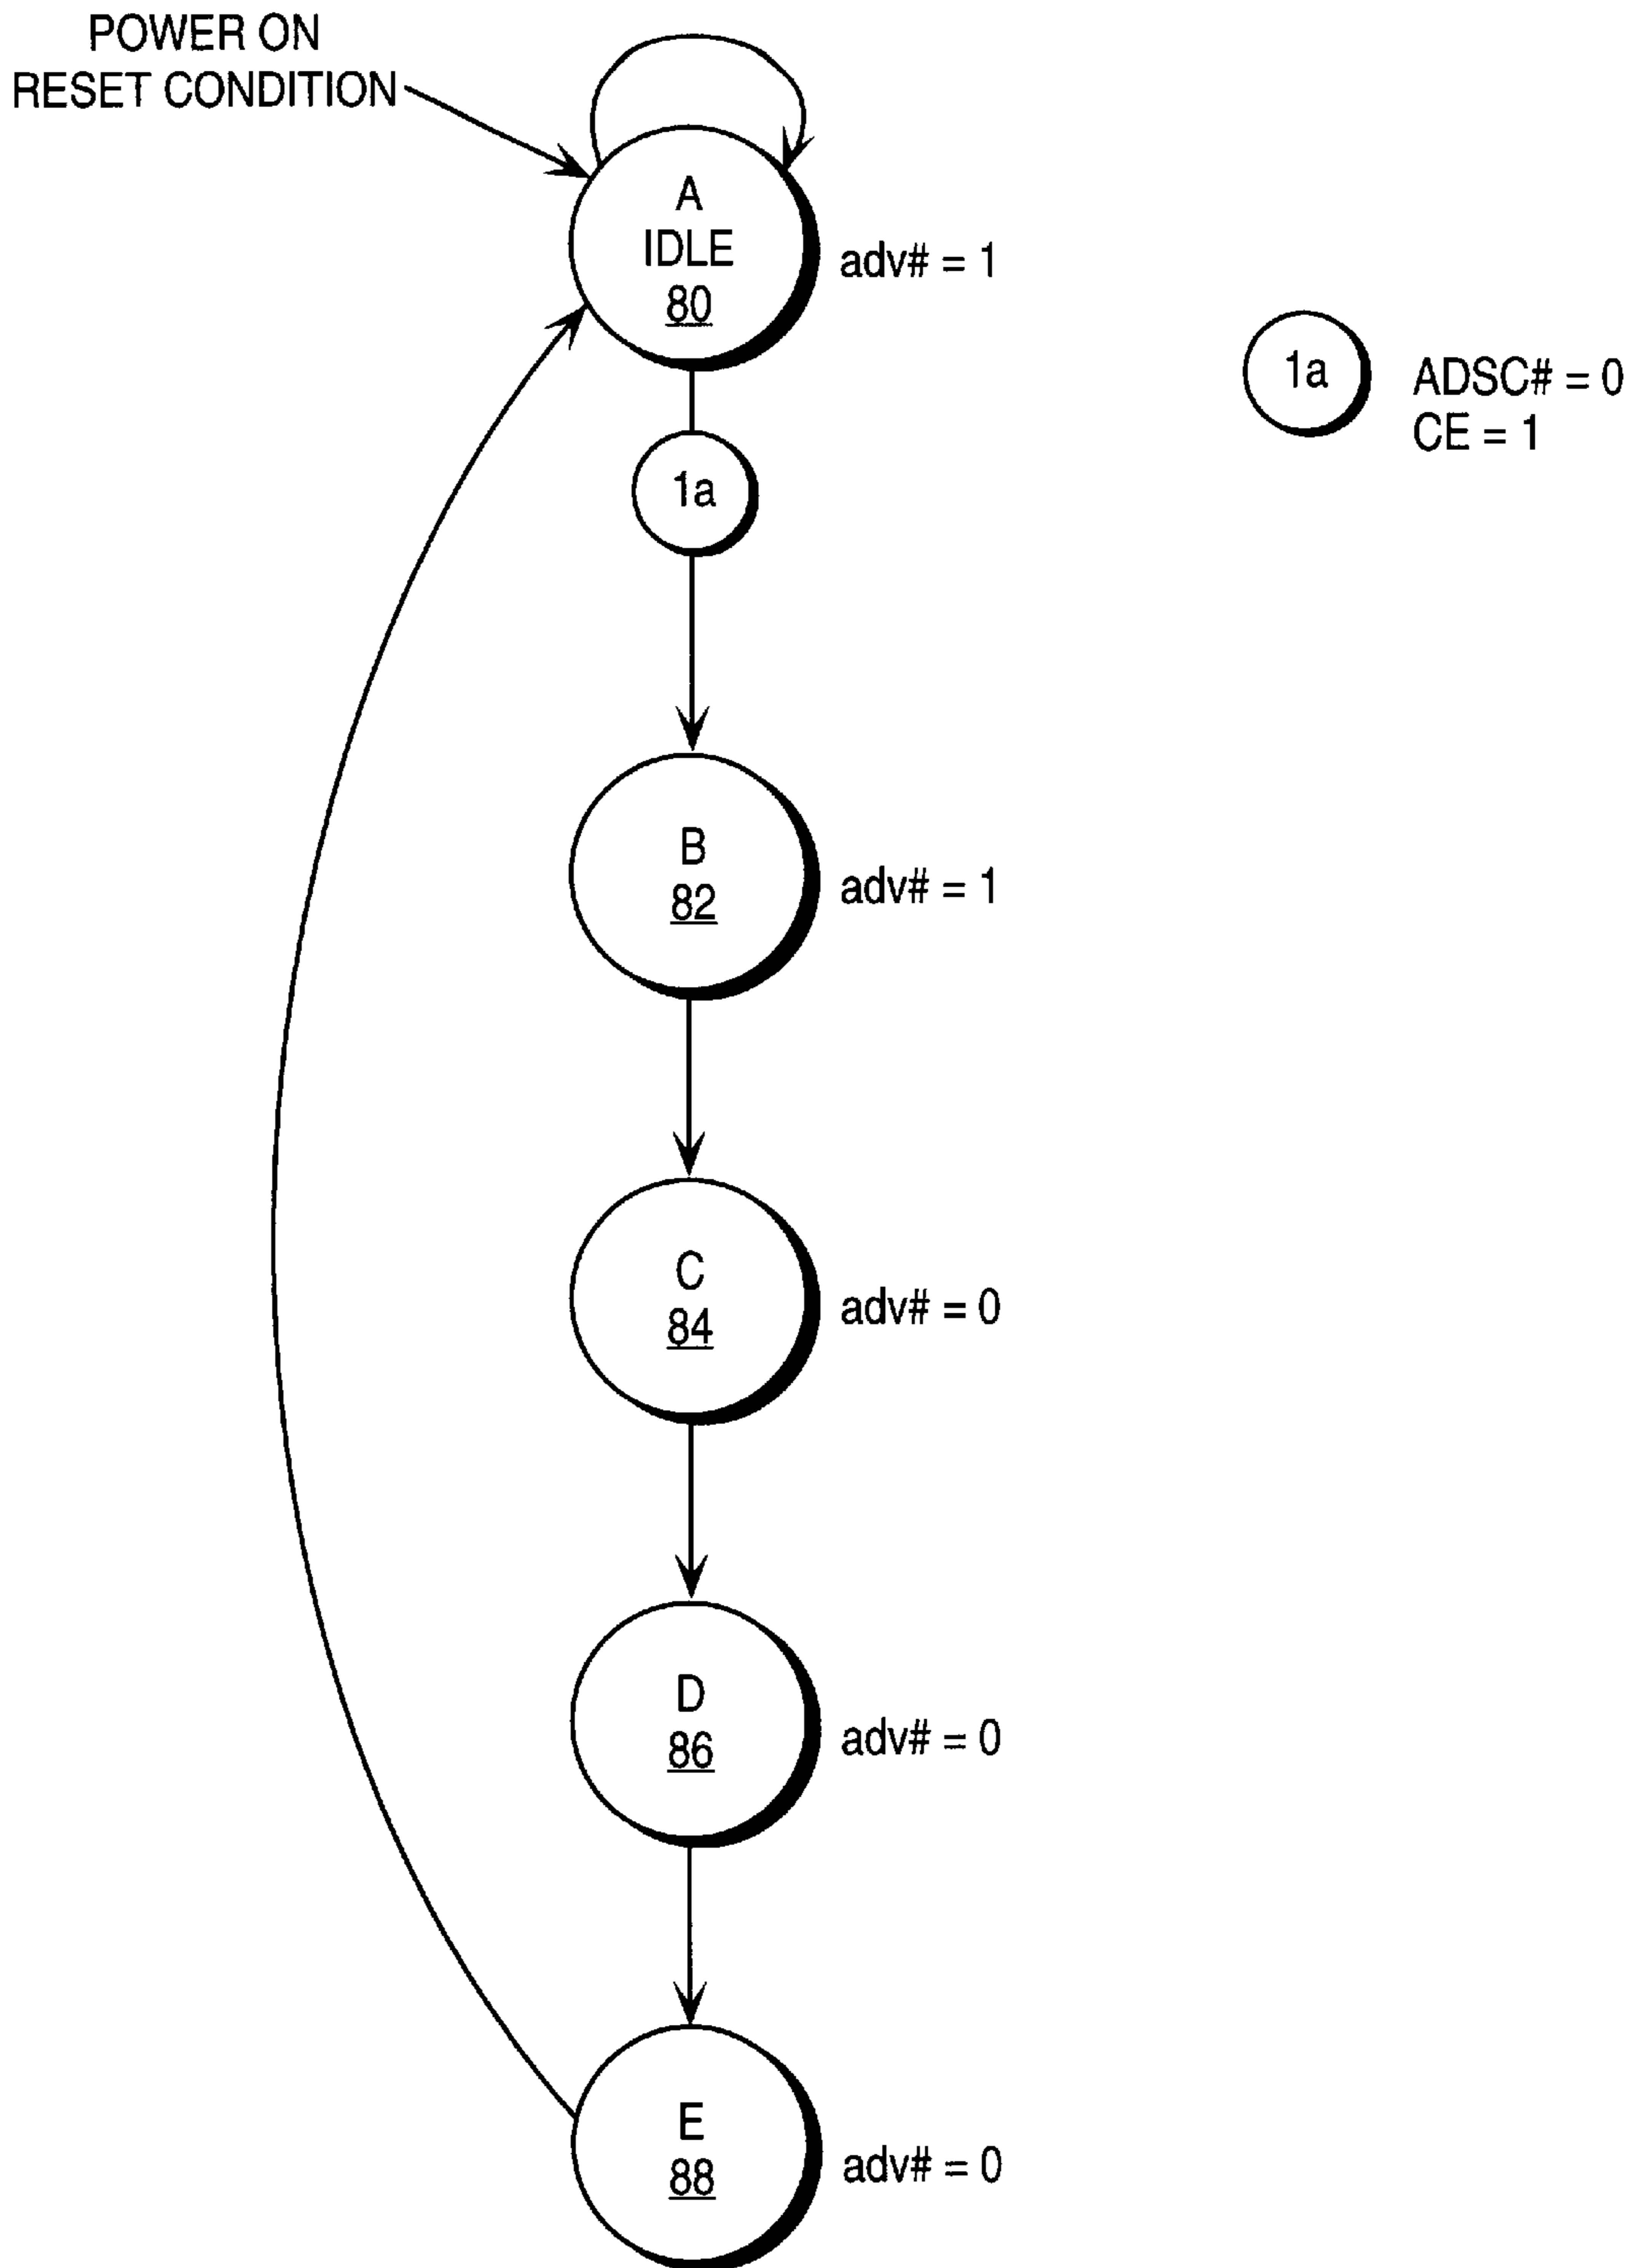 POWER ON
RESET CONDITION
A
IDLE
80
adv# = 1
1a
ADSC# = 0
CE = 1
1a
B
82
adv# = 1
C
84
adv# = 0
D
86
adv# = 0
E
88
adv# = 0